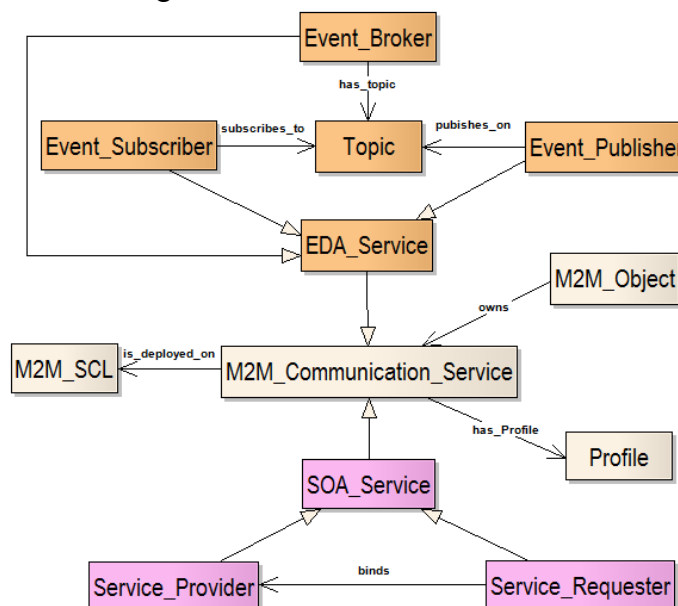 Event_Broker
has_topic
Event_Subscriber
subscribes_to
Topic
pubishes_on
Event_Publisher
EDA_Service
M2M_Object
owns
M2M_SCL
is_deployed_on
M2M_Communication_Service
has_Profile
Profile
SOA_Service
Service_Provider
binds
Service_Requester